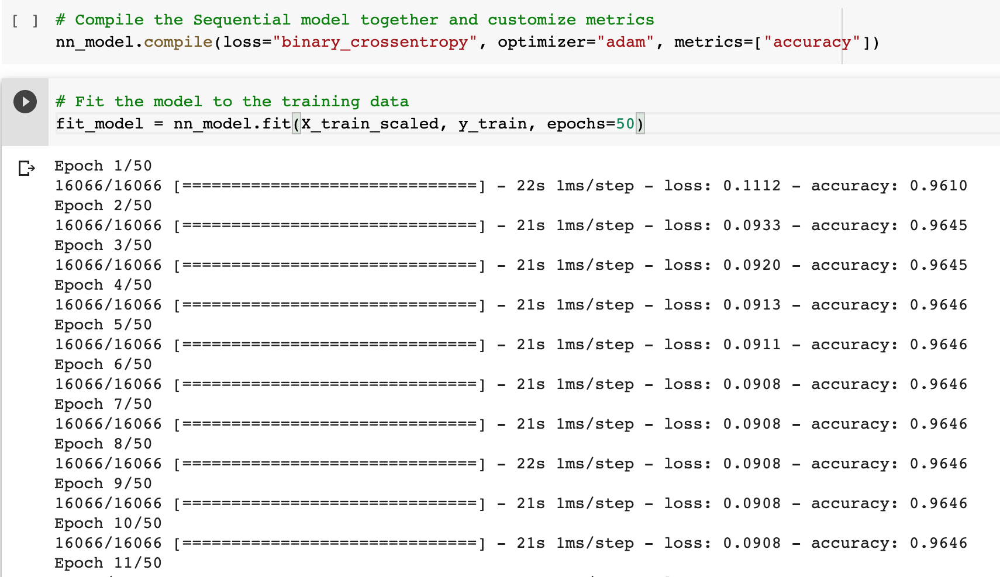 [ ] # Compile the Sequential model together and customize metrics
nn_model.compile(loss="binary_crossentropy", optimizer="adam", metrics=["accuracy"])
# Fit the model to the training data
fit_model = nn_model.fit(X_train_scaled, y_train, epochs=50)
Epoch 1/50
16066/16066 [==============================] - 22s 1ms/step - loss: 0.1112 - accuracy: 0.9610
Epoch 2/50
16066/16066 [==============================] - 21s 1ms/step - loss: 0.0933 - accuracy: 0.9645
Epoch 3/50
16066/16066 [==============================] - 21s 1ms/step - loss: 0.0920 - accuracy: 0.9645
Epoch 4/50
16066/16066 [==============================] - 21s 1ms/step - loss: 0.0913 - accuracy: 0.9646
Epoch 5/50
16066/16066 [==============================] - 21s 1ms/step - loss: 0.0911 - accuracy: 0.9646
Epoch 6/50
16066/16066 [==============================] - 21s 1ms/step - loss: 0.0908 - accuracy: 0.9646
Epoch 7/50
16066/16066 [==============================] - 21s 1ms/step - loss: 0.0908 - accuracy: 0.9646
Epoch 8/50
16066/16066 [==============================] - 22s 1ms/step - loss: 0.0908 - accuracy: 0.9646
Epoch 9/50
16066/16066 [==============================] - 21s 1ms/step - loss: 0.0908 - accuracy: 0.9646
Epoch 10/50
16066/16066 [==============================] - 21s 1ms/step - loss: 0.0908 - accuracy: 0.9646
Epoch 11/50